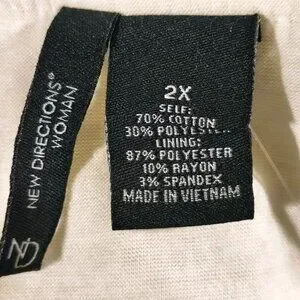 NEW DIRECTIONS®
WOMAN
ND
2X
SELF:
70% COTTON
30% POLYESTER
LINING:
87% POLYESTER
10% RAYON
3% SPANDEX
MADE IN VIETNAM